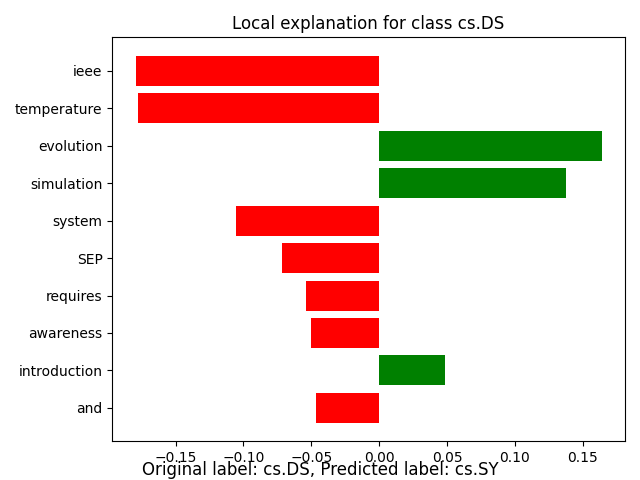 Local explanation for class cs.DS
ieee
temperature
evolution
simulation
system
SEP
requires
awareness
introduction
and
−0.15 −0.10 −0.05 0.00 0.05 0.10 0.15
Original label: cs.DS, Predicted label: cs.SY